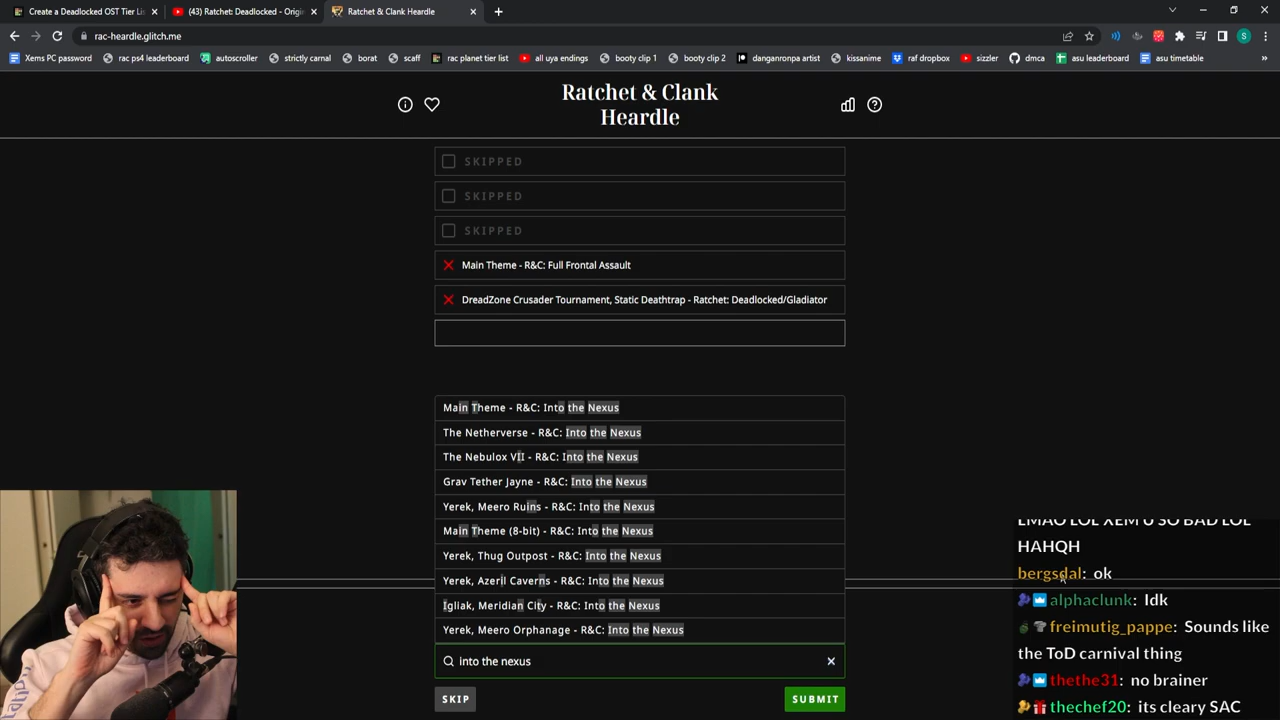 Create a Deadlocked OST Tier Lis
(43) Ratchet: Deadlocked - Origin
Ratchet & Clank Heardle
rac-heardle.glitch.me
S
Xems PC password
rac ps4 leaderboard
autoscroller
strictly carnal
borat
scaff
rac planet tier list
all uya endings
booty clip 1
booty clip 2
danganronpa artist
kissanime
raf dropbox
sizzler
dmca
asu leaderboard
asu timetable
Ratchet & Clank
Heardle
SKIPPED
SKIPPED
SKIPPED
Main Theme - R&C: Full Frontal Assault
DreadZone Crusader Tournament, Static Deathtrap - Ratchet: Deadlocked/Gladiator
Main Theme - R&C: Into the Nexus
The Netherverse - R&C: Into the Nexus
The Nebulox VII - R&C: Into the Nexus
Grav Tether Jayne - R&C: Into the Nexus
Yerek, Meero Ruins - R&C: Into the Nexus
Main Theme (8-bit) - R&C: Into the Nexus
Yerek, Thug Outpost - R&C: Into the Nexus
Yerek, Azeril Caverns - R&C: Into the Nexus
Igliak, Meridian City - R&C: Into the Nexus
Yerek, Meero Orphanage - R&C: Into the Nexus
into the nexus
SKIP
SUBMIT
LMAO LOL XEM U SO BAD LOL
HAHQH
bergsdal: ok
alphaclunk: Idk
freimutig_pappe: Sounds like
the ToD carnival thing
thethe31: no brainer
thechef20: its cleary SAC